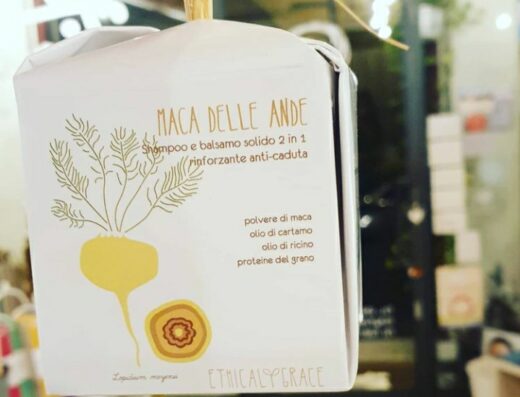 MACA DELLE ANDE
Shampoo e balsamo solido 2 in 1
rinforzante anti-caduta
polvere di maca
olio di cartamo
olio di ricino
proteine del grano
Lepidium meyenii
ETHICAL GRACE